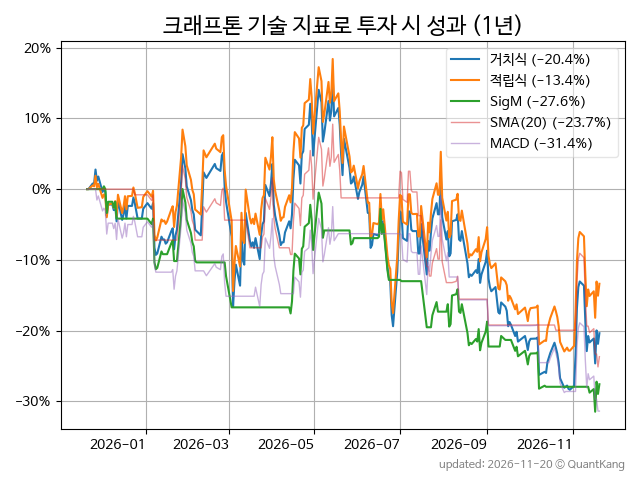 크래프톤 기술 지표로 투자 시 성과 (1년)
20%
10%
0%
−10%
−20%
−30%
거치식 (−20.4%)
적립식 (−13.4%)
SigM (−27.6%)
SMA(20) (−23.7%)
MACD (−31.4%)
2026-01
2026-03
2026-05
2026-07
2026-09
2026-11
updated: 2026-11-20 @ QuantKang